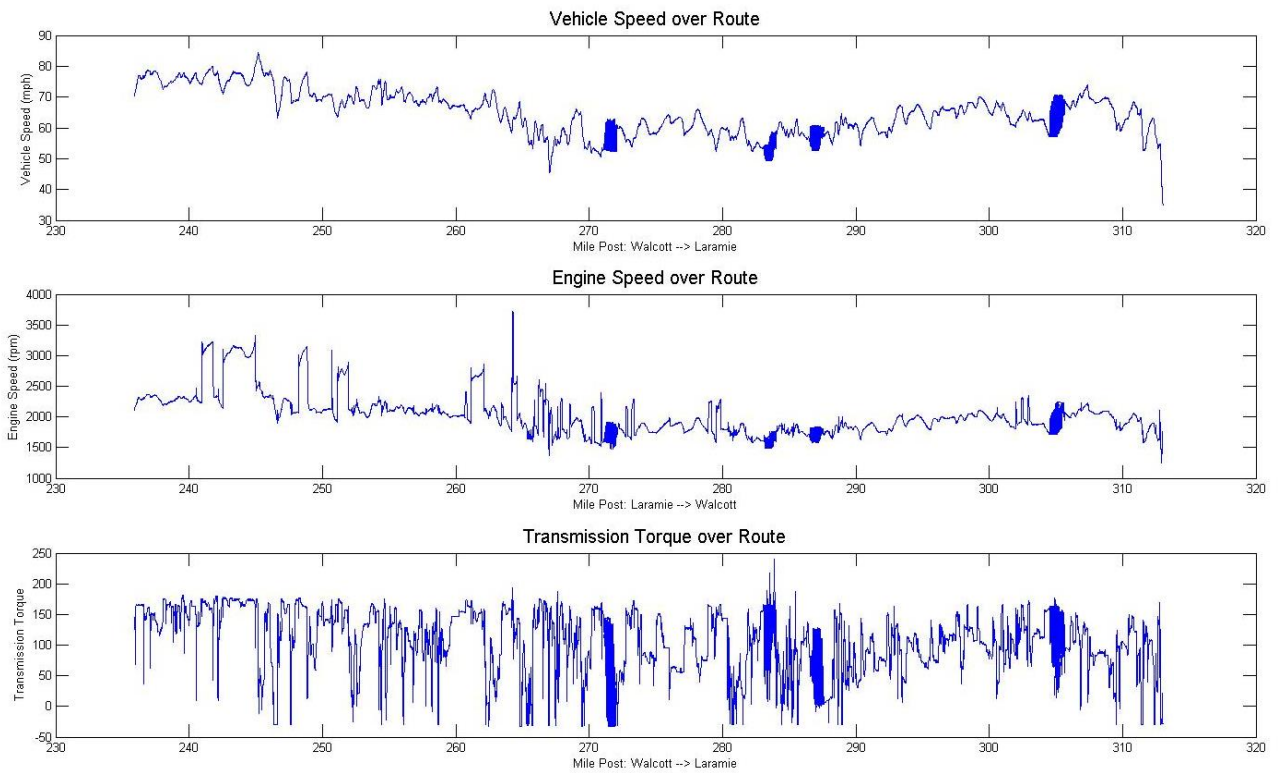 Vehicle Speed over Route
Vehicle Speed (mph)
90
80
70
60
50
40
30
230 240 250 260 270 280 290 300 310 320
Mile Post: Walcott --> Laramie
Engine Speed over Route
Engine Speed (rpm)
4000
3500
3000
2500
2000
1500
1000
230 240 250 260 270 280 290 300 310 320
Mile Post: Laramie --> Walcott
Transmission Torque over Route
Transmission Torque
250
200
150
100
50
0
-50
230 240 250 260 270 280 290 300 310 320
Mile Post: Walcott --> Laramie